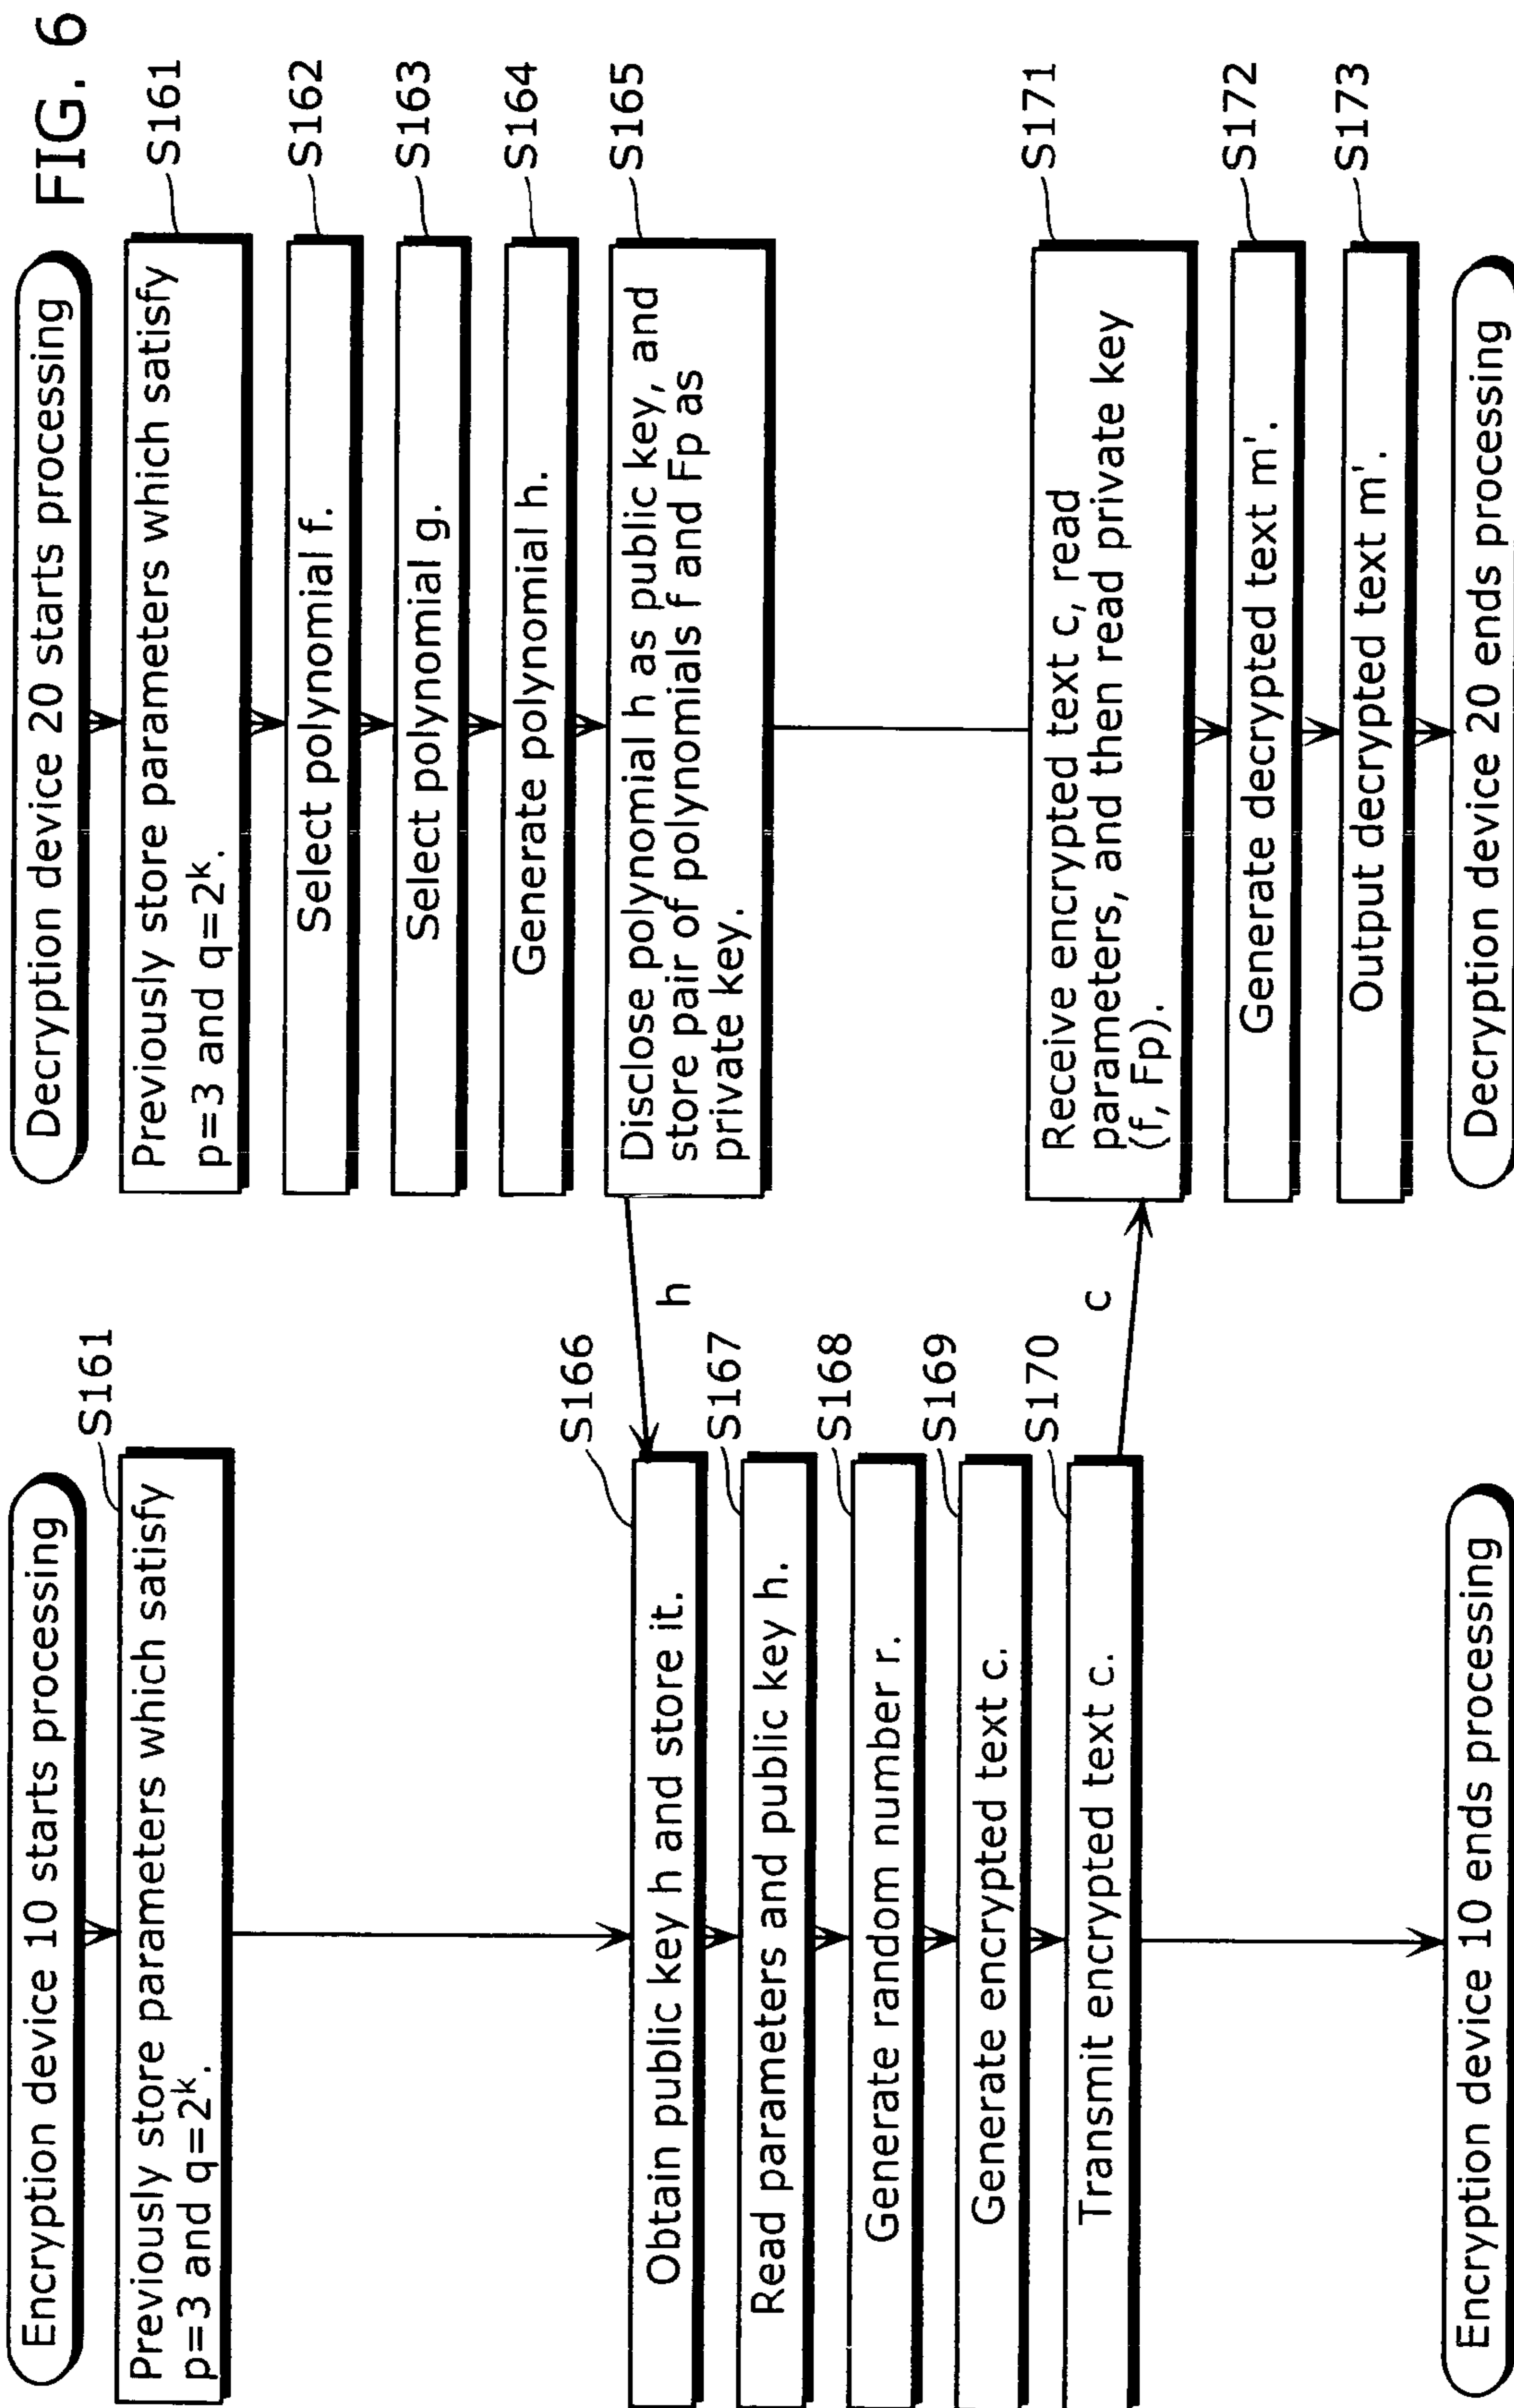 FIG. 6
Encryption device 10 starts processing
S161
Previously store parameters which satisfy
p=3 and q=2^k.
S166
Obtain public key h and store it.
S167
Read parameters and public key h.
S168
Generate random number r.
S169
Generate encrypted text c.
S170
Transmit encrypted text c.
Encryption device 10 ends processing
h
c
Decryption device 20 starts processing
Previously store parameters which satisfy
p=3 and q=2^k.
S161
Select polynomial f.
S162
Select polynomial g.
S163
Generate polynomial h.
S164
Disclose polynomial h as public key, and
store pair of polynomials f and Fp as
private key.
S165
Receive encrypted text c, read
parameters, and then read private key
(f, Fp).
S171
Generate decrypted text m'.
S172
Output decrypted text m'.
S173
Decryption device 20 ends processing